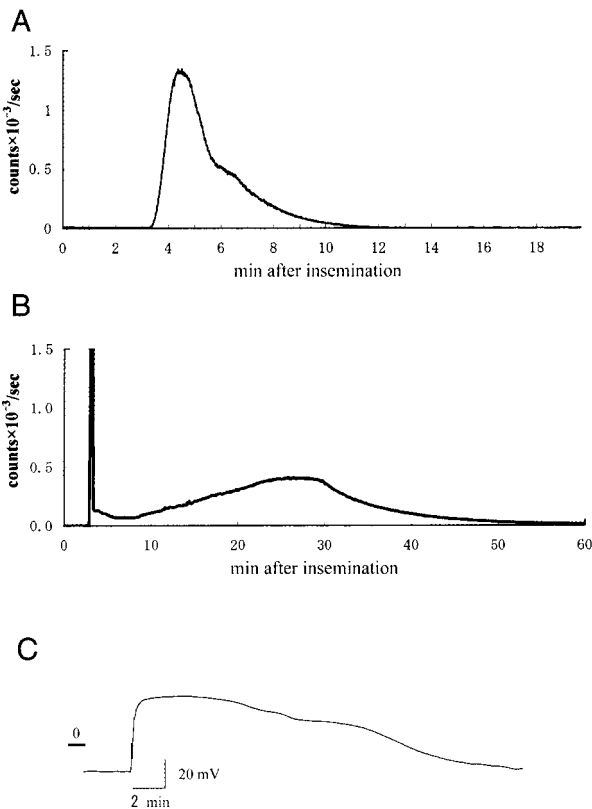 A
counts×10⁻³/sec
1.5
1
0.5
0
0 2 4 6 8 10 12 14 16 18
min after insemination
B
counts×10⁻³/sec
1.5
1.0
0.5
0.0
0 10 20 30 40 50 60
min after insemination
C
0
20 mV
2 min